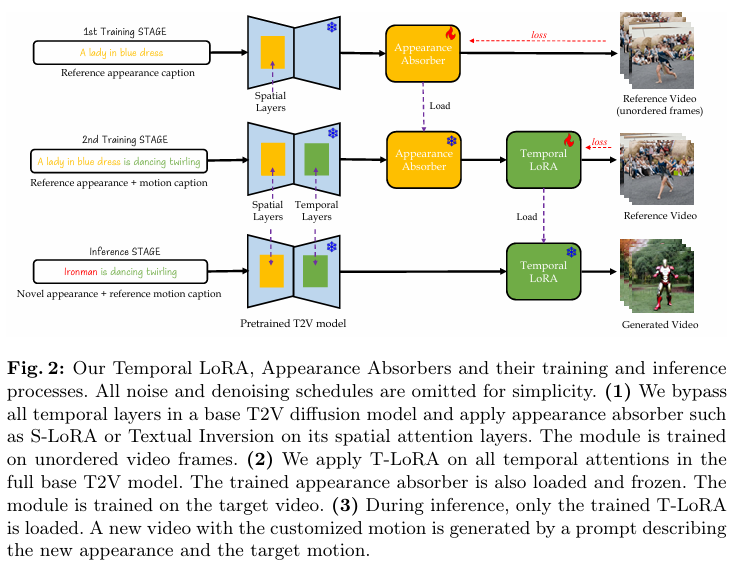 1st Training STAGE
A lady in blue dress
Reference appearance caption
Spatial
Layers
Appearance
Absorber
loss
Load
Reference Video
(unordered frames)
2nd Training STAGE
A lady in blue dress is dancing twirling
Reference appearance + motion caption
Spatial
Layers
Temporal
Layers
Appearance
Absorber
Temporal
LoRA
loss
Load
Reference Video
Inference STAGE
Ironman is dancing twirling
Novel appearance + reference motion caption
Pretrained T2V model
Temporal
LoRA
Generated Video
Fig. 2: Our Temporal LoRA, Appearance Absorbers and their training and inference
processes. All noise and denoising schedules are omitted for simplicity. (1) We bypass
all temporal layers in a base T2V diffusion model and apply appearance absorber such
as S-LoRA or Textual Inversion on its spatial attention layers. The module is trained
on unordered video frames. (2) We apply T-LoRA on all temporal attentions in the
full base T2V model. The trained appearance absorber is also loaded and frozen. The
module is trained on the target video. (3) During inference, only the trained T-LoRA
is loaded. A new video with the customized motion is generated by a prompt describing
the new appearance and the target motion.